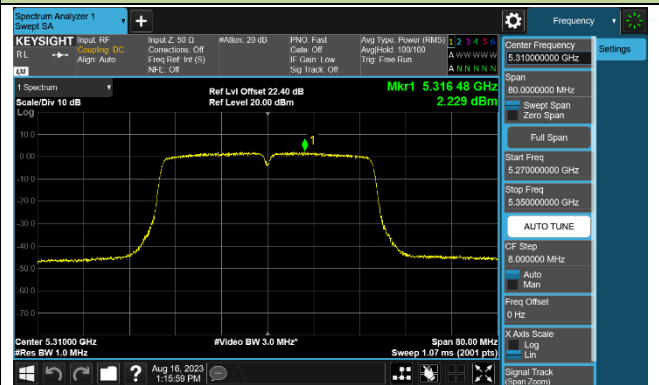 Spectrum Analyzer 1
Swept SA
Frequency
KEYSIGHT
RL
LXI
Input: RF
Coupling: DC
Align: Auto
Input Z: 50 Ω
Corrections: Off
Freq Ref: Int (S)
NFE: Off
#Atten: 20 dB
PNO: Fast
Gate: Off
IF Gain: Low
Sig Track: Off
Avg Type: Power (RMS)
Avg|Hold: 100/100
Trig: Free Run
1 2 3 4 5 6
A W W W W W
A N N N N N
1 Spectrum
Scale/Div 10 dB
Log
Ref Lvl Offset 22.40 dB
Ref Level 20.00 dBm
Mkr1 5.316 48 GHz
2.229 dBm
1
10.0
0.00
-10.0
-20.0
-30.0
-40.0
-50.0
-60.0
-70.0
Center 5.31000 GHz
#Res BW 1.0 MHz
#Video BW 3.0 MHz*
Span 80.00 MHz
Sweep 1.07 ms (2001 pts)
Aug 16, 2023
1:15:59 PM
Center Frequency
5.310000000 GHz
Settings
Span
80.0000000 MHz
Swept Span
Zero Span
Full Span
Start Freq
5.270000000 GHz
Stop Freq
5.350000000 GHz
AUTO TUNE
CF Step
8.000000 MHz
Auto
Man
Freq Offset
0 Hz
X Axis Scale
Log
Lin
Signal Track
(Span Zoom)